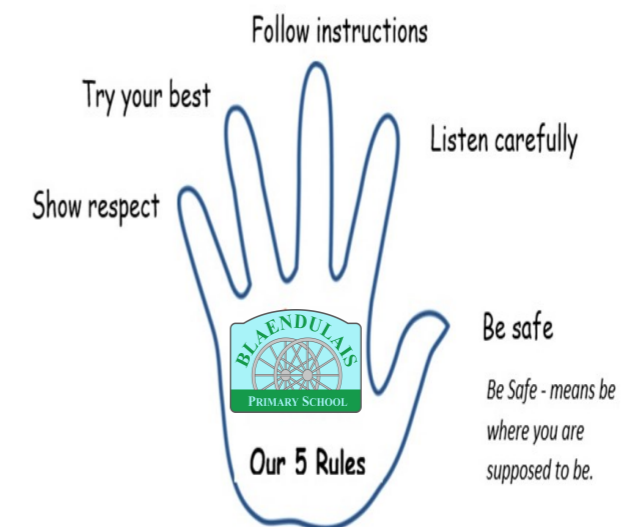 Follow instructions
Try your best
Listen carefully
Show respect
Be safe
Be Safe - means be
where you are
supposed to be.
BLAENDULAIS
PRIMARY SCHOOL
Our 5 Rules